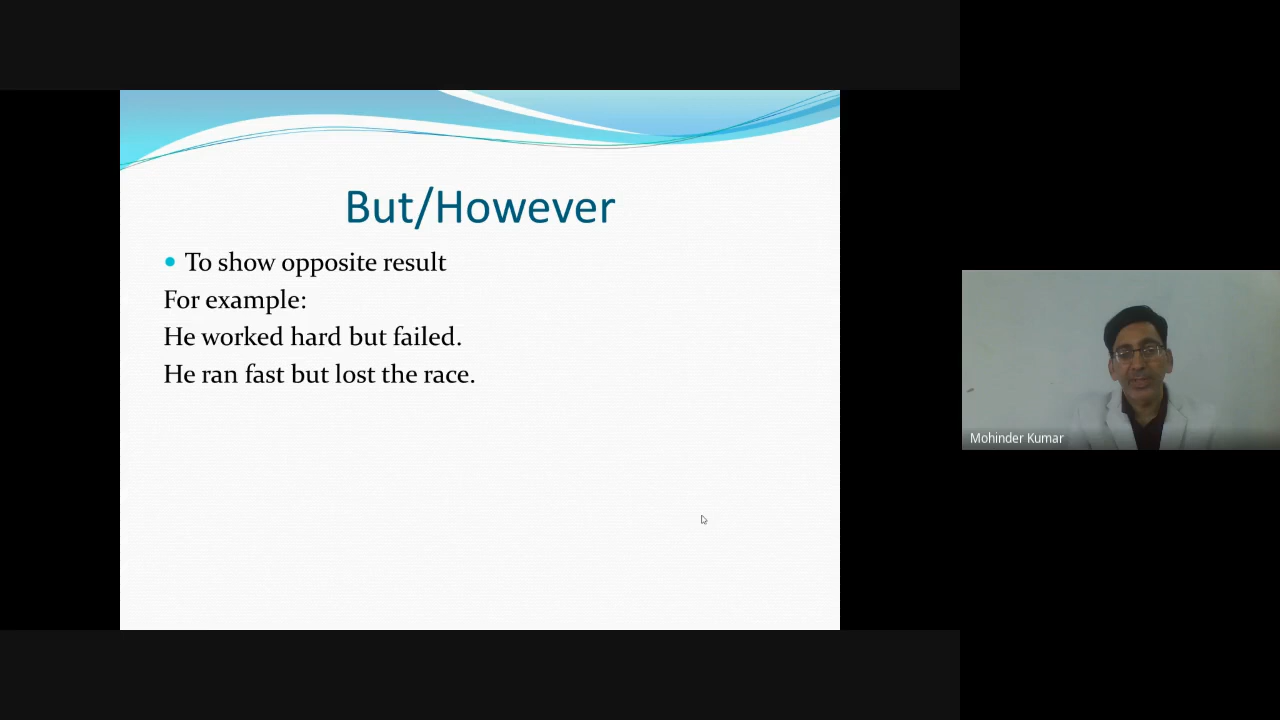 But/However
To show opposite result
For example:
He worked hard but failed.
He ran fast but lost the race.
Mohinder Kumar